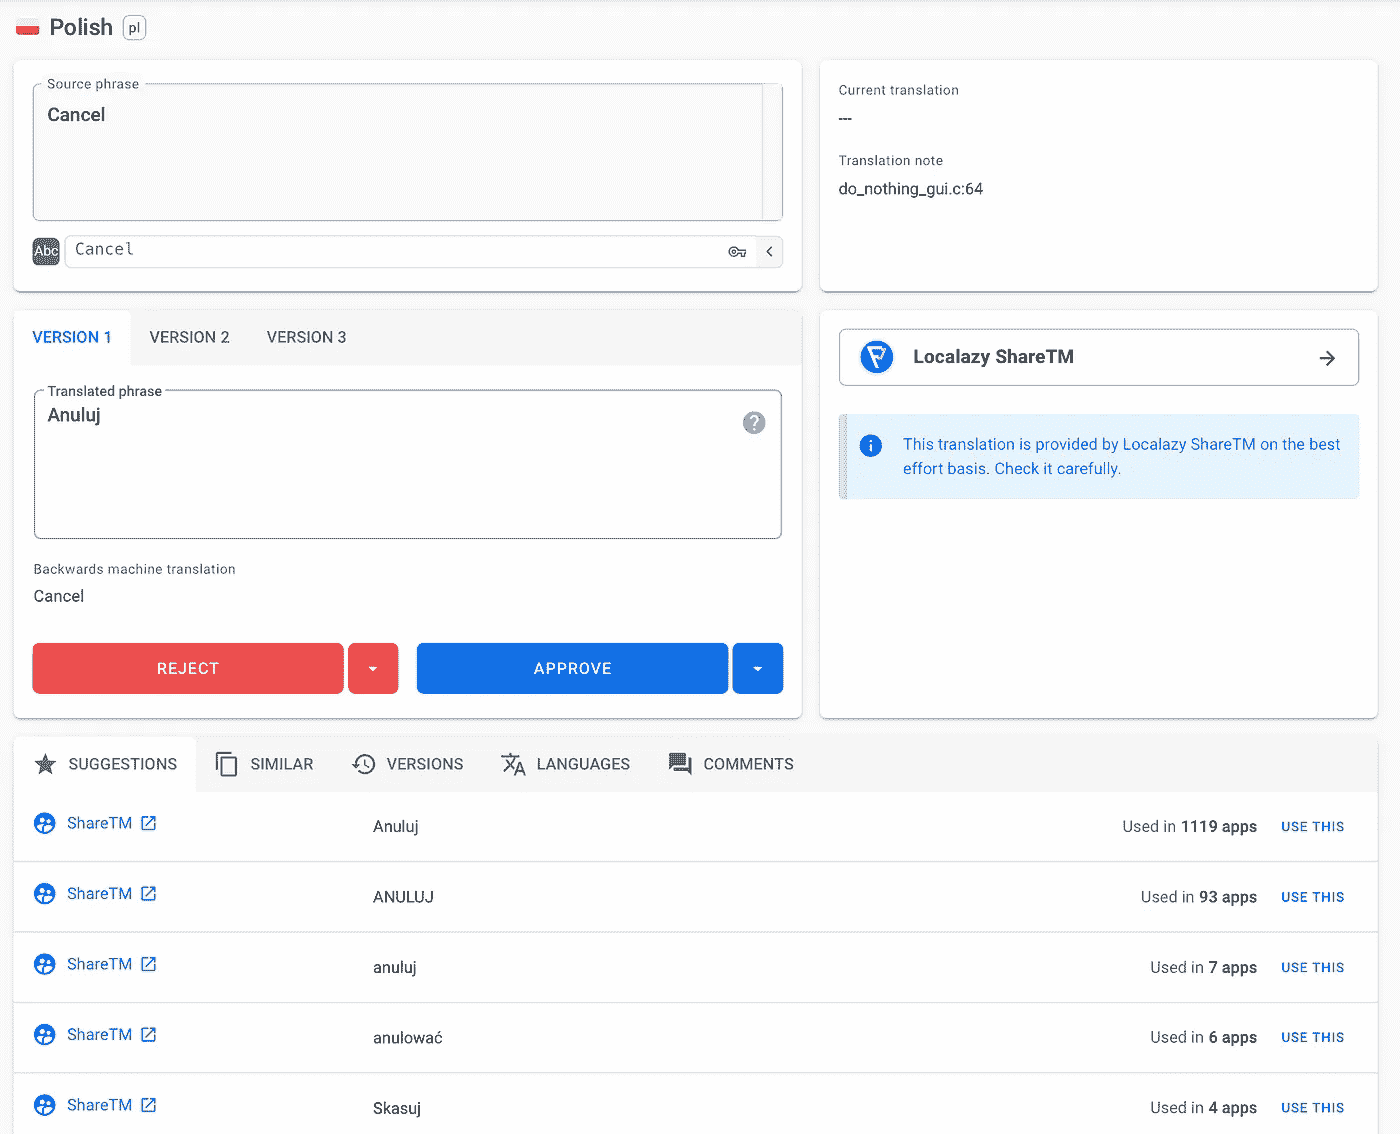 Polish pl
Source phrase
Cancel
Abc Cancel
Current translation
---
Translation note
do_nothing_gui.c:64
VERSION 1 VERSION 2 VERSION 3
Translated phrase
Anuluj
?
Backwards machine translation
Cancel
REJECT APPROVE
Localazy ShareTM
This translation is provided by Localazy ShareTM on the best
effort basis. Check it carefully.
SUGGESTIONS SIMILAR VERSIONS LANGUAGES COMMENTS
ShareTM Anuluj Used in 1119 apps USE THIS
ShareTM ANULUJ Used in 93 apps USE THIS
ShareTM anuluj Used in 7 apps USE THIS
ShareTM anulować Used in 6 apps USE THIS
ShareTM Skasuj Used in 4 apps USE THIS